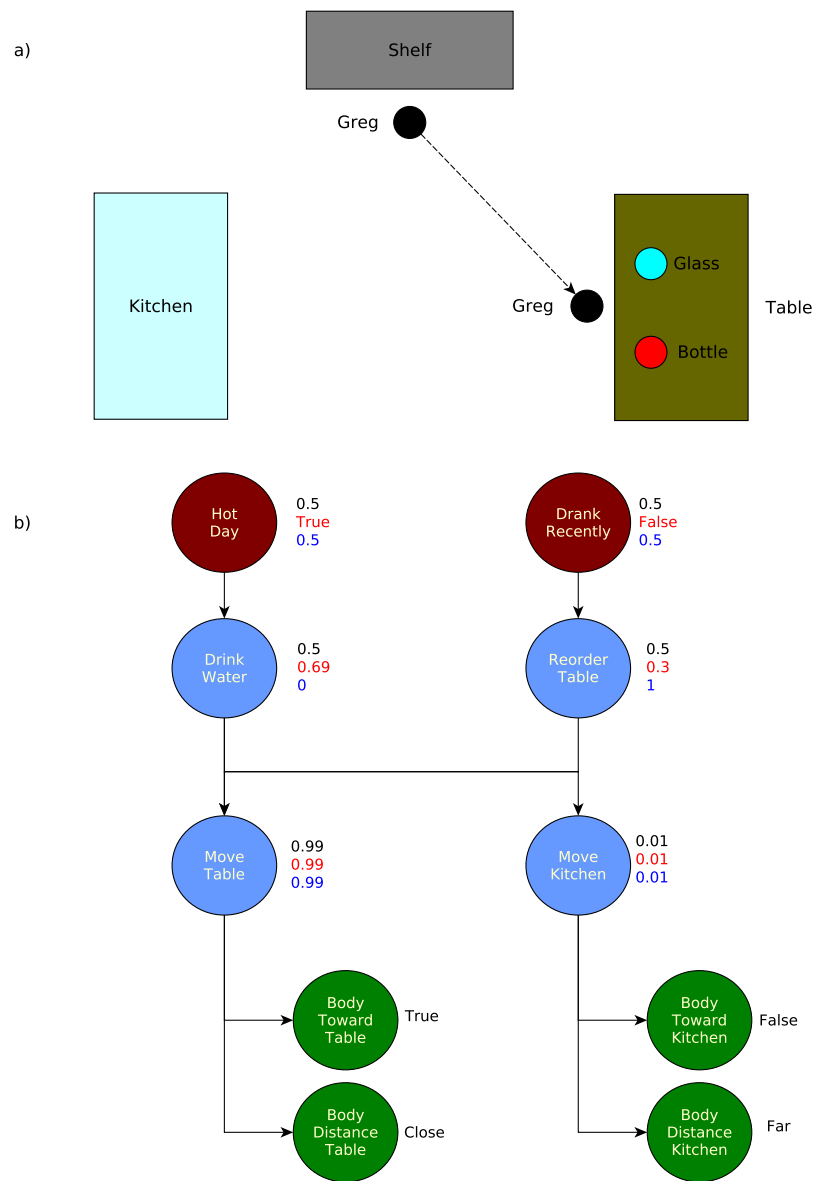 a)
Shelf
Greg
Kitchen
Glass
Greg
Table
Bottle
b)
Hot
Day
0.5
True
0.5
Drank
Recently
0.5
False
0.5
Drink
Water
0.5
0.69
0
Reorder
Table
0.5
0.3
1
Move
Table
0.99
0.99
0.99
Move
Kitchen
0.01
0.01
0.01
Body
Toward
Table
True
Body
Toward
Kitchen
False
Body
Distance
Table
Close
Body
Distance
Kitchen
Far